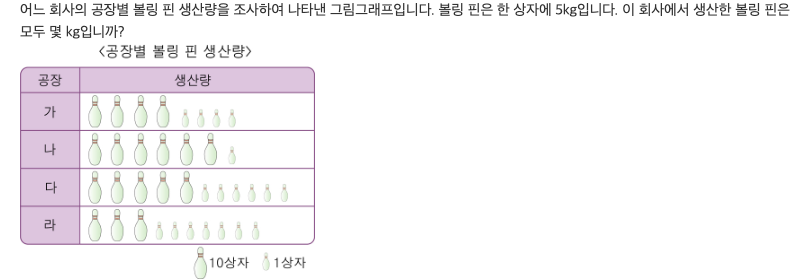 어느 회사의 공장별 볼링 핀 생산량을 조사하여 나타낸 그림그래프입니다. 볼링 핀은 한 상자에 5kg입니다. 이 회사에서 생산한 볼링 핀은
모두 몇 kg입니까?
<공장별 볼링 핀 생산량>
공장 생산량
가
나
다
라
10상자 1상자